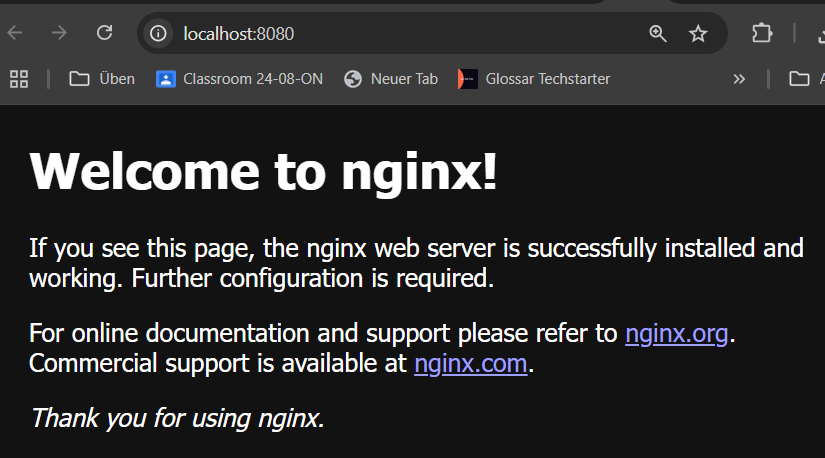 localhost:8080
Üben Classroom 24-08-ON Neuer Tab Glossar Techstarter »
Welcome to nginx!
If you see this page, the nginx web server is successfully installed and
working. Further configuration is required.
For online documentation and support please refer to nginx.org.
Commercial support is available at nginx.com.
Thank you for using nginx.